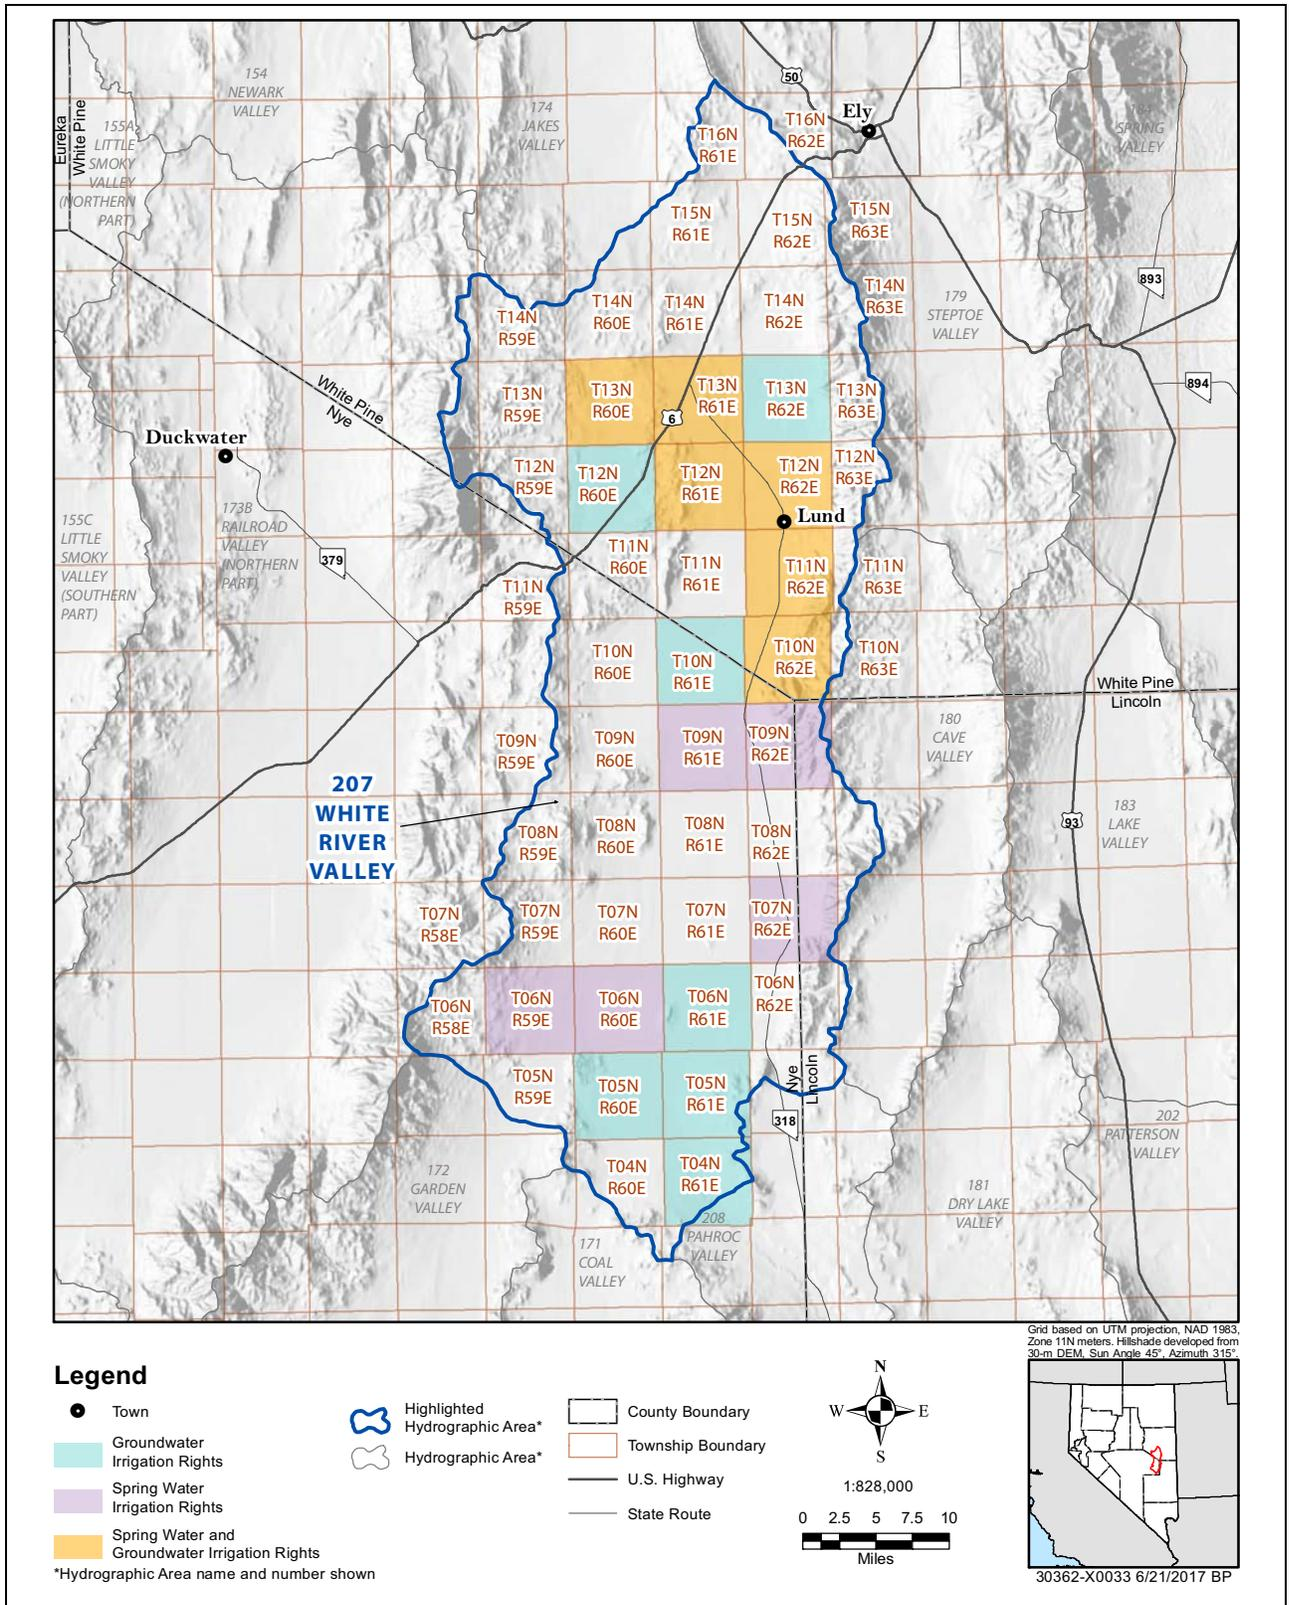 50
Ely
154
NEWARK
VALLEY
174
JAKES
VALLEY
Eureka
White Pine
155A
LITTLE
SMOKY
VALLEY
(NORTHERN
PART)
184
SPRING
VALLEY
T16N
R61E
T16N
R62E
T15N
R61E
T15N
R62E
T15N
R63E
893
T14N
R59E
T14N
R60E
T14N
R61E
T14N
R62E
T14N
R63E
179
STEPTOE
VALLEY
White Pine
Nye
T13N
R59E
T13N
R60E
T13N
R61E
T13N
R62E
T13N
R63E
894
6
Duckwater
T12N
R59E
T12N
R60E
T12N
R61E
T12N
R62E
T12N
R63E
Lund
155C
LITTLE
SMOKY
VALLEY
(SOUTHERN
PART)
173B
RAILROAD
VALLEY
(NORTHERN
PART)
379
T11N
R59E
T11N
R60E
T11N
R61E
T11N
R62E
T11N
R63E
T10N
R60E
T10N
R61E
T10N
R62E
T10N
R63E
White Pine
Lincoln
T09N
R59E
T09N
R60E
T09N
R61E
T09N
R62E
180
CAVE
VALLEY
207
WHITE
RIVER
VALLEY
T08N
R59E
T08N
R60E
T08N
R61E
T08N
R62E
93
183
LAKE
VALLEY
T07N
R58E
T07N
R59E
T07N
R60E
T07N
R61E
T07N
R62E
T06N
R58E
T06N
R59E
T06N
R60E
T06N
R61E
T06N
R62E
T05N
R59E
T05N
R60E
T05N
R61E
Nye
Lincoln
318
202
PATTERSON
VALLEY
T04N
R60E
T04N
R61E
172
GARDEN
VALLEY
181
DRY LAKE
VALLEY
208
PAHROC
VALLEY
171
COAL
VALLEY
Grid based on UTM projection, NAD 1983,
Zone 11N meters. Hillshade developed from
30-m DEM, Sun Angle 45°, Azimuth 315°.
Legend
Town
Groundwater
Irrigation Rights
Spring Water
Irrigation Rights
Spring Water and
Groundwater Irrigation Rights
*Hydrographic Area name and number shown
Highlighted
Hydrographic Area*
Hydrographic Area*
County Boundary
Township Boundary
U.S. Highway
State Route
N
W E
S
1:828,000
0 2.5 5 7.5 10
Miles
30362-X0033 6/21/2017 BP